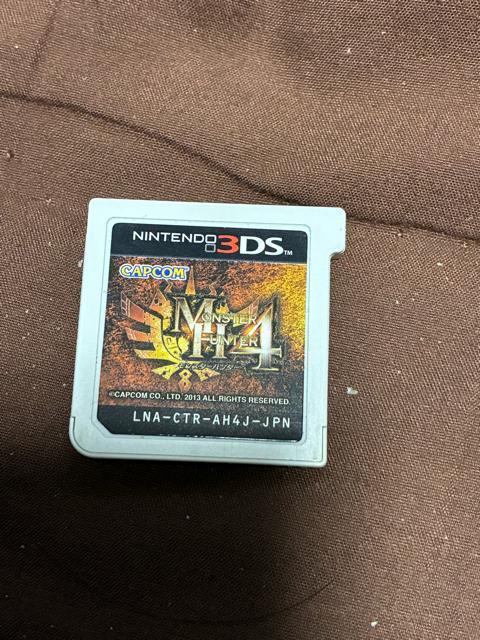 NINTENDO 3DS™
CAPCOM
MONSTER
HUNTER 4
モンスターハンター
©CAPCOM CO., LTD. 2013 ALL RIGHTS RESERVED.
LNA-CTR-AH4J-JPN